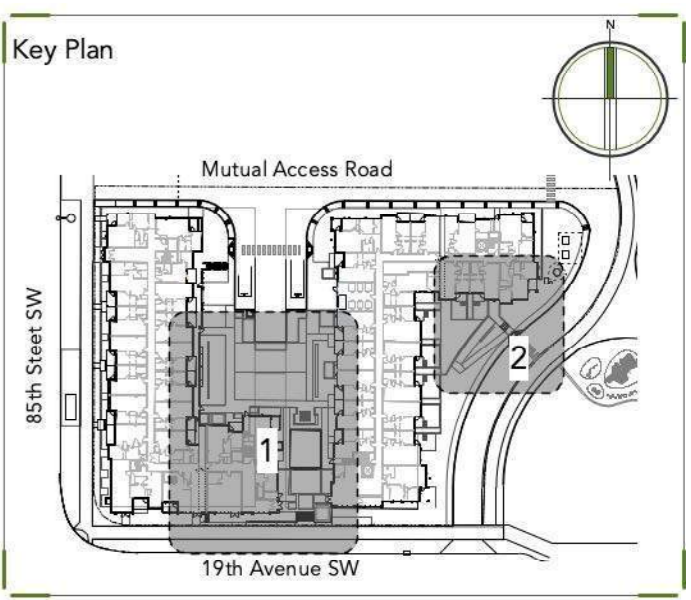 Key Plan
N
Mutual Access Road
85th Steet SW
1
2
19th Avenue SW